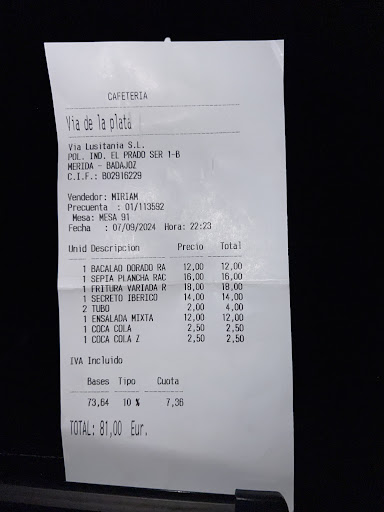 CAFETERIA
Via de la plata
Via Lusitania S.L.
POL. IND. EL PRADO SER 1-B
MERIDA - BADAJOZ
C.I.F.: B02916229
Vendedor: MIRIAM
Precuenta : 01/113592
Mesa: MESA 91
Fecha : 07/09/2024 Hora: 22:23
Unid Descripcion Precio Total
1 BACALAO DORADO RA 12,00 12,00
1 SEPIA PLANCHA RAC 16,00 16,00
1 FRITURA VARIADA R 18,00 18,00
1 SECRETO IBERICO 14,00 14,00
2 TUBO 2,00 4,00
1 ENSALADA MIXTA 12,00 12,00
1 COCA COLA 2,50 2,50
1 COCA COLA Z 2,50 2,50
IVA Incluido
Bases Tipo Cuota
73,64 10 % 7,36
TOTAL: 81,00 Eur.